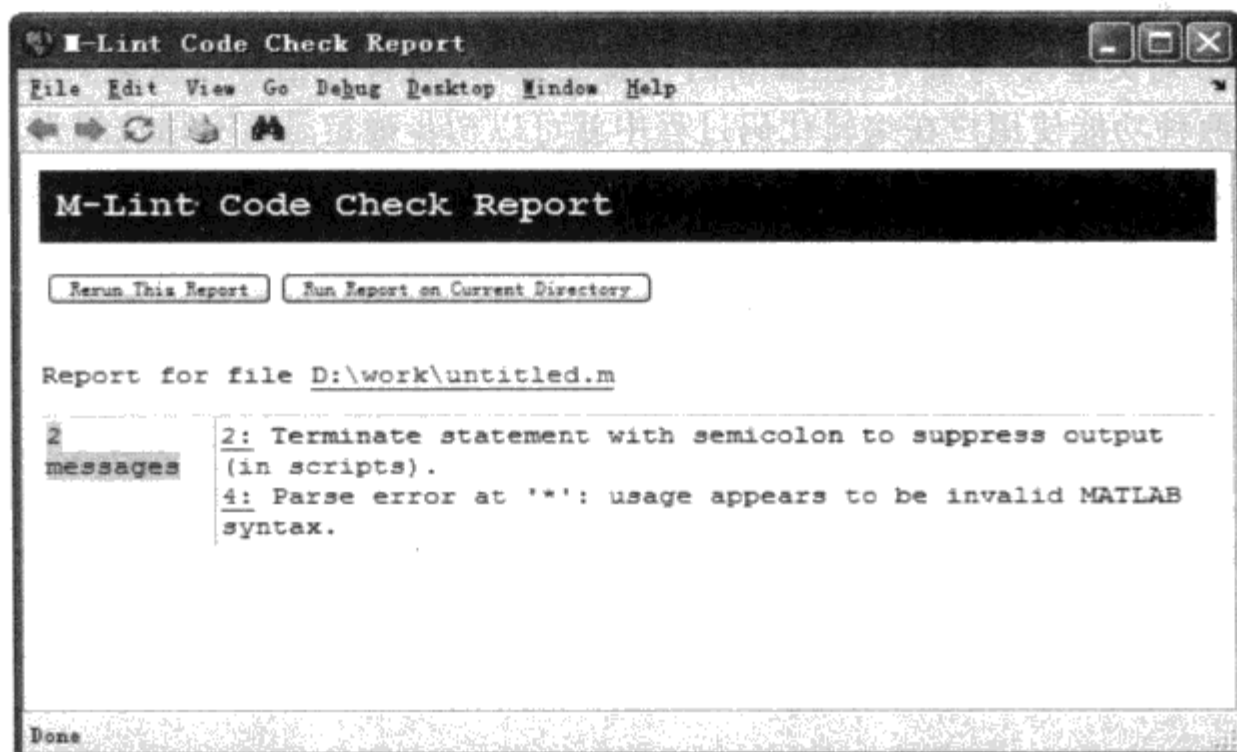 M-Lint Code Check Report
File Edit View Go Debug Desktop Window Help
M-Lint Code Check Report
Rerun This Report Run Report on Current Directory
Report for file D:\work\untitled.m
2 messages
2: Terminate statement with semicolon to suppress output
(in scripts).
4: Parse error at '*': usage appears to be invalid MATLAB
syntax.
Done